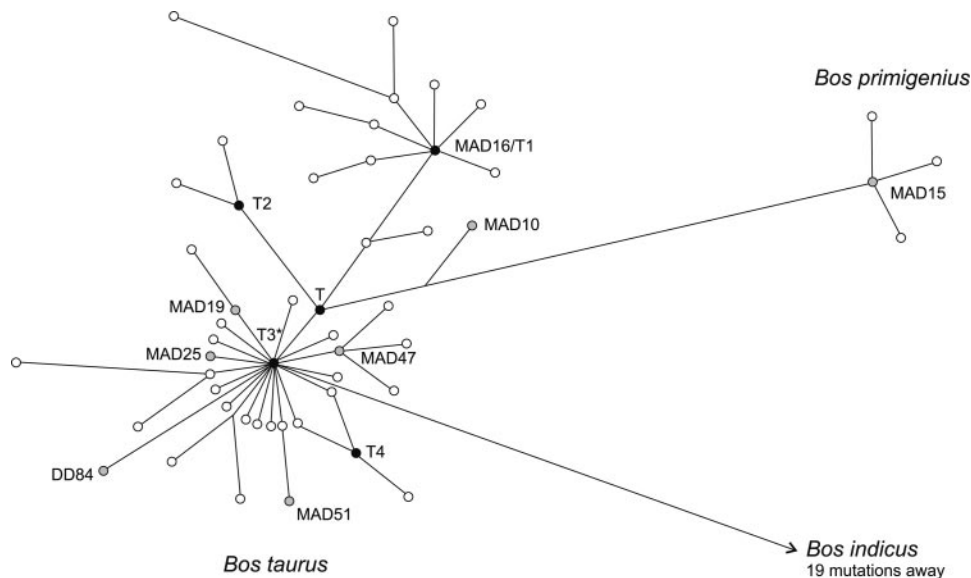 Bos primigenius
MAD16/T1
MAD15
T2
MAD10
T
MAD19
T3*
MAD25
MAD47
T4
DD84
MAD51
Bos taurus
Bos indicus
19 mutations away